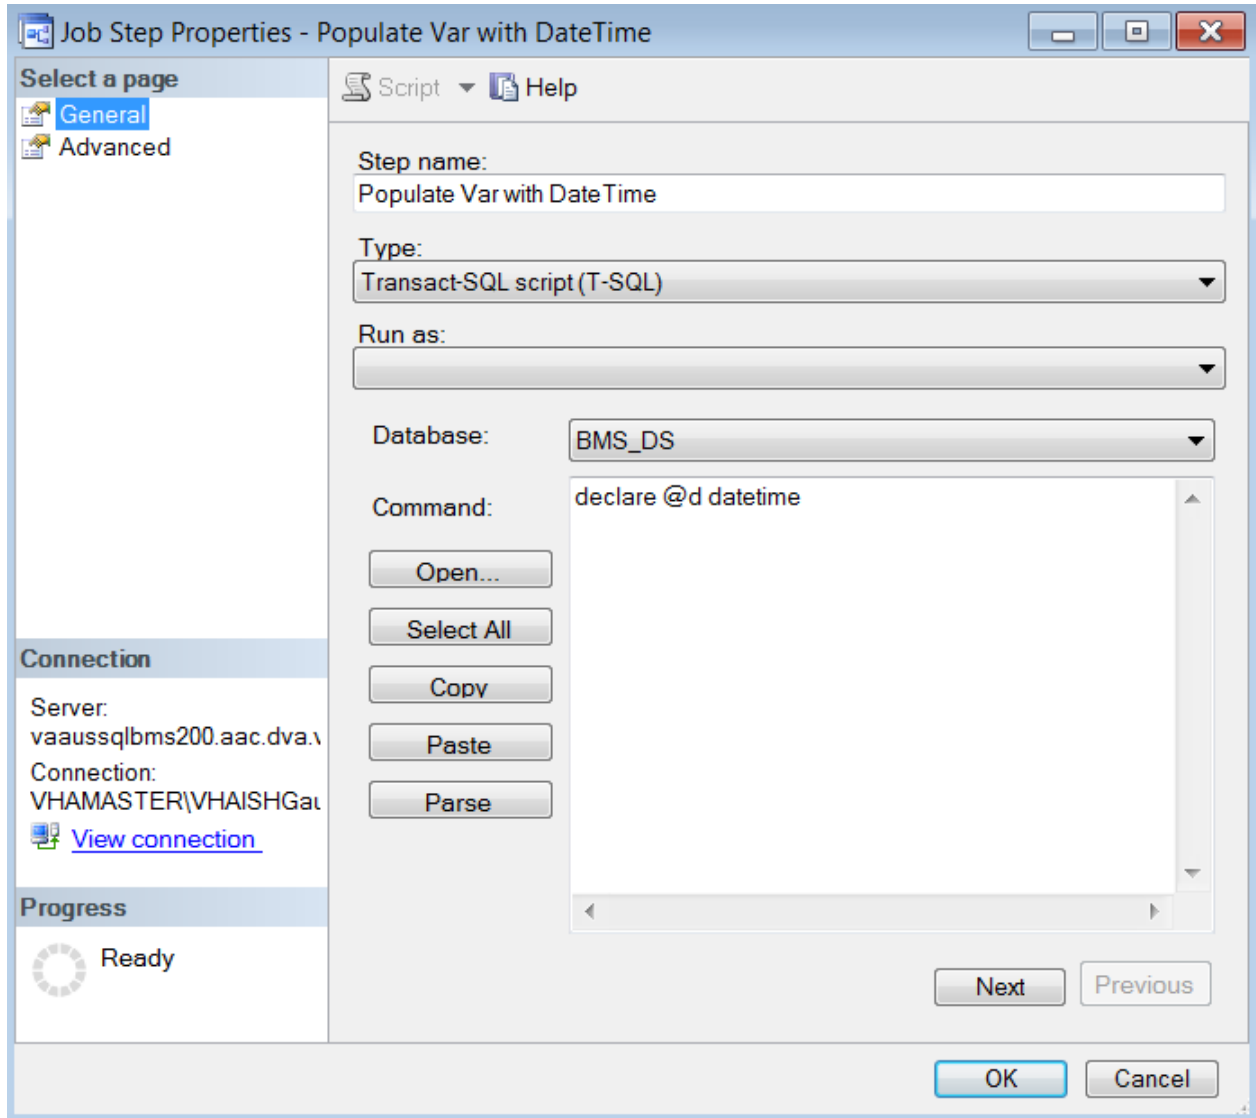 Job Step Properties - Populate Var with DateTime
Select a page
General
Advanced
Script
Help
Step name:
Populate Var with DateTime
Type:
Transact-SQL script (T-SQL)
Run as:
Database:
BMS_DS
Command:
declare @d datetime
Open...
Select All
Copy
Paste
Parse
Connection
Server:
vaaussqlbms200.aac.dva.v
Connection:
VHAMASTER\VHAISHGau
View connection
Progress
Ready
Next
Previous
OK
Cancel